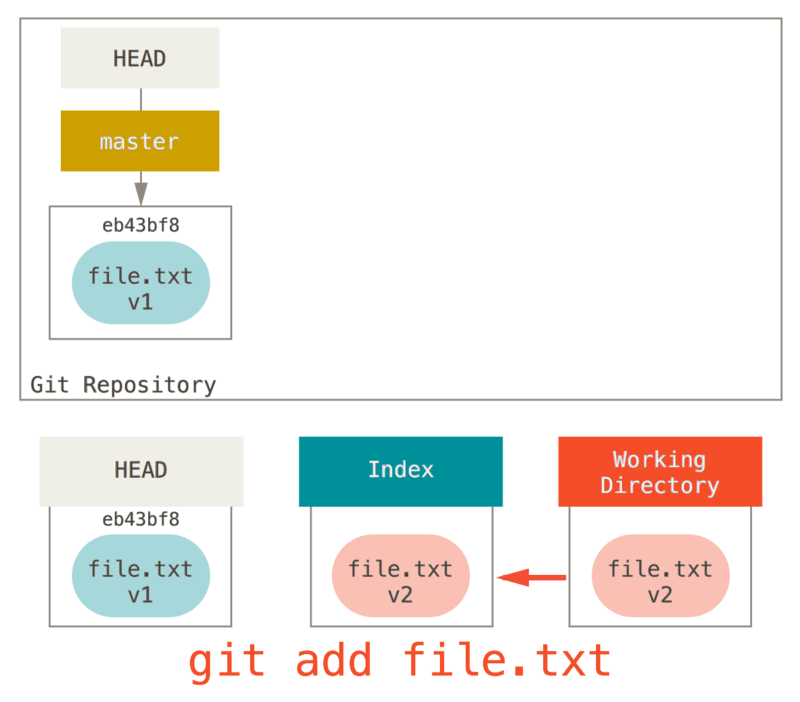 HEAD
master
eb43bf8
file.txt
v1
Git Repository
HEAD
Index
Working
Directory
eb43bf8
file.txt
v1
file.txt
v2
file.txt
v2
git add file.txt